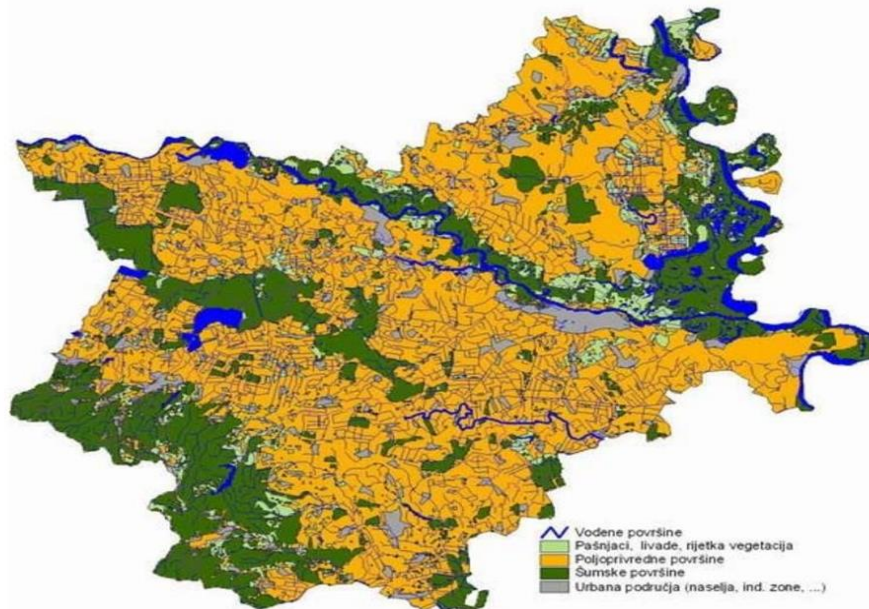 Vodene površine
Pašnjaci, livade, rijetka vegetacija
Poljoprivredne površine
Šumske površine
Urbana područja (naselja, ind. zone, ...)